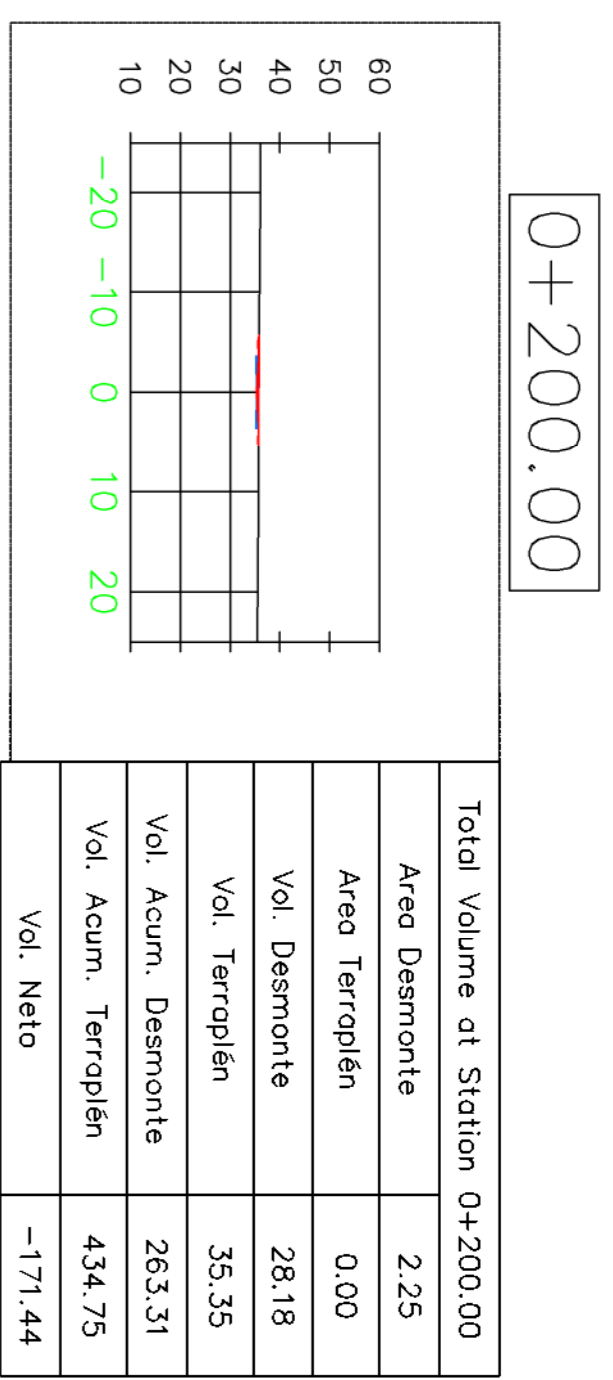 0+200.00
60
50
40
30
20
10
-20 -10 0 10 20
Total Volume at Station 0+200.00
Area Desmonte 2.25
Area Terraplén 0.00
Vol. Desmonte 28.18
Vol. Terraplén 35.35
Vol. Acum. Desmonte 263.31
Vol. Acum. Terraplén 434.75
Vol. Neto -171.44